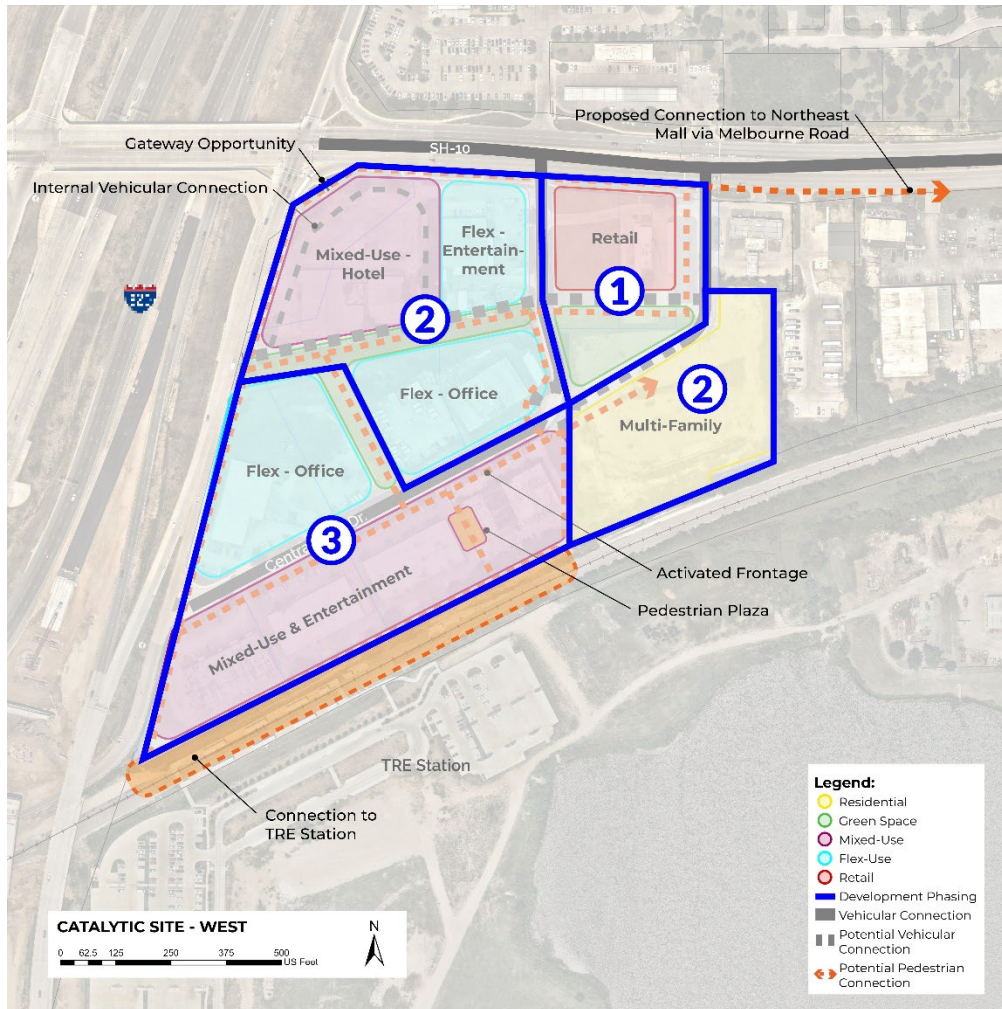 Proposed Connection to Northeast
Mall via Melbourne Road
Gateway Opportunity
SH-10
Internal Vehicular Connection
Mixed-Use -
Hotel
Flex -
Entertain-
ment
Retail
1
2
2
Flex - Office
Multi-Family
Flex - Office
3
Central
Dr
Activated Frontage
Pedestrian Plaza
Mixed-Use & Entertainment
TRE Station
Connection to
TRE Station
Legend:
Residential
Green Space
Mixed-Use
Flex-Use
Retail
Development Phasing
Vehicular Connection
Potential Vehicular
Connection
Potential Pedestrian
Connection
CATALYTIC SITE - WEST
N
0 62.5 125 250 375 500
US Feet